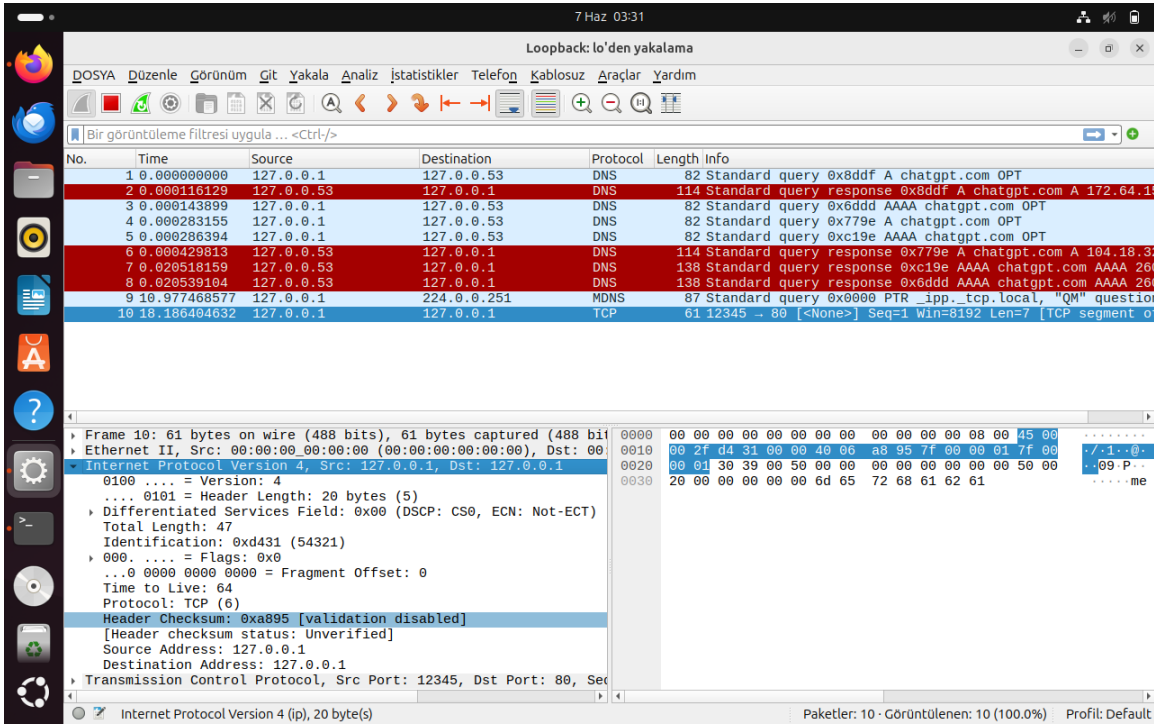 7 Haz 03:31
Loopback: lo'den yakalama
DOSYA Düzenle Görünüm Git Yakala Analiz İstatistikler Telefon Kablosuz Araçlar Yardım
Bir görüntüleme filtresi uygula … <Ctrl-/>
No. Time Source Destination Protocol Length Info
1 0.000000000 127.0.0.1 127.0.0.53 DNS 82 Standard query 0x8ddf A chatgpt.com OPT
2 0.000116129 127.0.0.53 127.0.0.1 DNS 114 Standard query response 0x8ddf A chatgpt.com A 172.64.15
3 0.000143899 127.0.0.1 127.0.0.53 DNS 82 Standard query 0x6ddd AAAA chatgpt.com OPT
4 0.000283155 127.0.0.1 127.0.0.53 DNS 82 Standard query 0x779e A chatgpt.com OPT
5 0.000286394 127.0.0.1 127.0.0.53 DNS 82 Standard query 0xc19e AAAA chatgpt.com OPT
6 0.000429813 127.0.0.53 127.0.0.1 DNS 114 Standard query response 0x779e A chatgpt.com A 104.18.32
7 0.020518159 127.0.0.53 127.0.0.1 DNS 138 Standard query response 0xc19e AAAA chatgpt.com AAAA 260
8 0.020539104 127.0.0.53 127.0.0.1 DNS 138 Standard query response 0x6ddd AAAA chatgpt.com AAAA 260
9 10.977468577 127.0.0.1 224.0.0.251 MDNS 87 Standard query 0x0000 PTR _ipp._tcp.local, "QM" question
10 18.186404632 127.0.0.1 127.0.0.1 TCP 61 12345 → 80 [<None>] Seq=1 Win=8192 Len=7 [TCP segment o
Frame 10: 61 bytes on wire (488 bits), 61 bytes captured (488 bit
Ethernet II, Src: 00:00:00_00:00:00 (00:00:00:00:00:00), Dst: 00:
Internet Protocol Version 4, Src: 127.0.0.1, Dst: 127.0.0.1
0100 .... = Version: 4
.... 0101 = Header Length: 20 bytes (5)
Differentiated Services Field: 0x00 (DSCP: CS0, ECN: Not-ECT)
Total Length: 47
Identification: 0xd431 (54321)
000. .... = Flags: 0x0
...0 0000 0000 0000 = Fragment Offset: 0
Time to Live: 64
Protocol: TCP (6)
Header Checksum: 0xa895 [validation disabled]
[Header checksum status: Unverified]
Source Address: 127.0.0.1
Destination Address: 127.0.0.1
Transmission Control Protocol, Src Port: 12345, Dst Port: 80, Seq
0000 00 00 00 00 00 00 00 00 00 00 00 00 08 00 45 00 ········
0010 00 2f d4 31 00 00 40 06 a8 95 7f 00 00 01 7f 00 ·/·1··@·
0020 00 01 30 39 00 50 00 00 00 00 00 00 00 00 50 00 ··09·P··
0030 20 00 00 00 00 00 6d 65 72 68 61 62 61 ·····me
Internet Protocol Version 4 (ip), 20 byte(s)
Paketler: 10 · Görüntülenen: 10 (100.0%)
Profil: Default